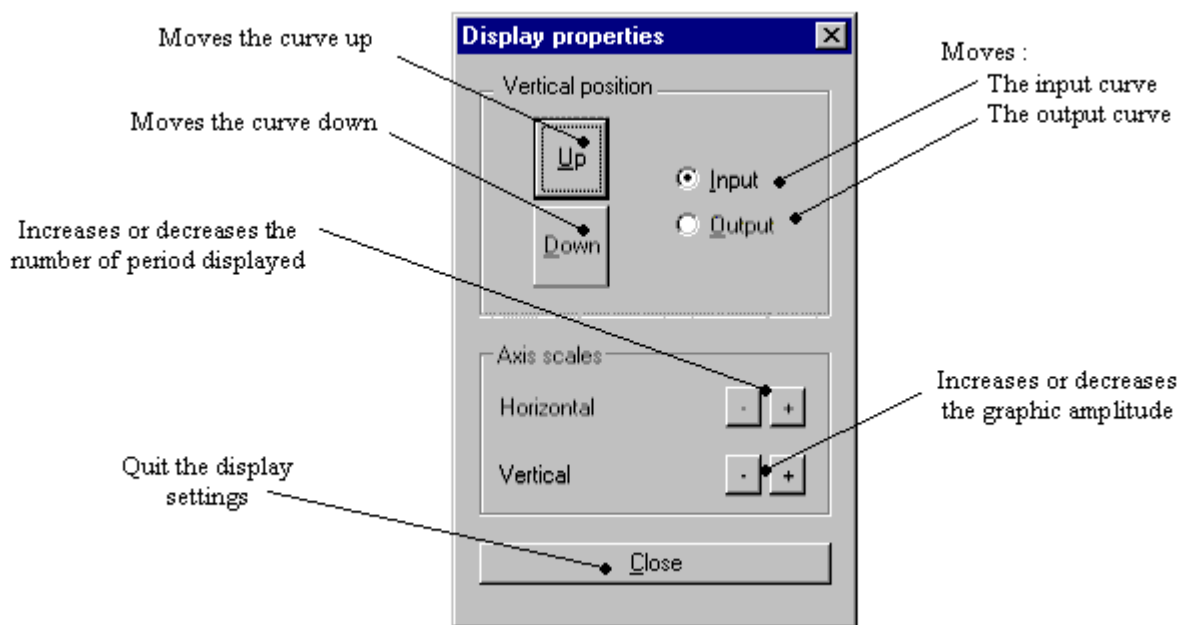 Display properties
Moves the curve up
Moves :
The input curve
The output curve
Vertical position
Moves the curve down
Up
Input
Output
Down
Increases or decreases the
number of period displayed
Axis scales
Horizontal
- +
Increases or decreases
the graphic amplitude
Vertical
- +
Quit the display
settings
Close